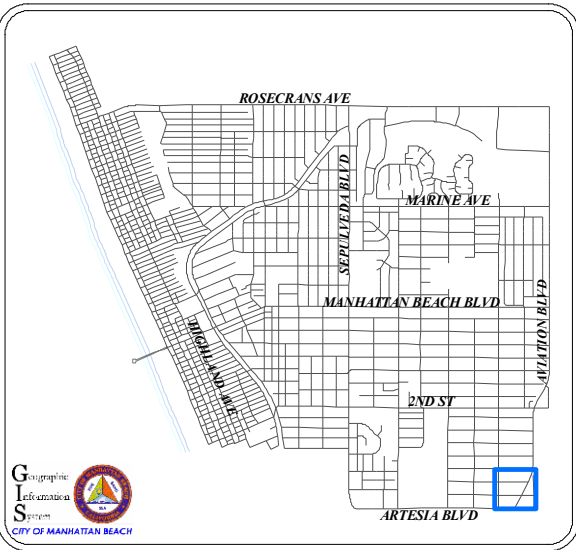 ROSECRANS AVE
MARINE AVE
SEPULVEDA BLVD
MANHATTAN BEACH BLVD
AVIATION BLVD
HIGHLAND AVE
2ND ST
ARTESIA BLVD
Geographic
Information
System
CITY OF MANHATTAN BEACH